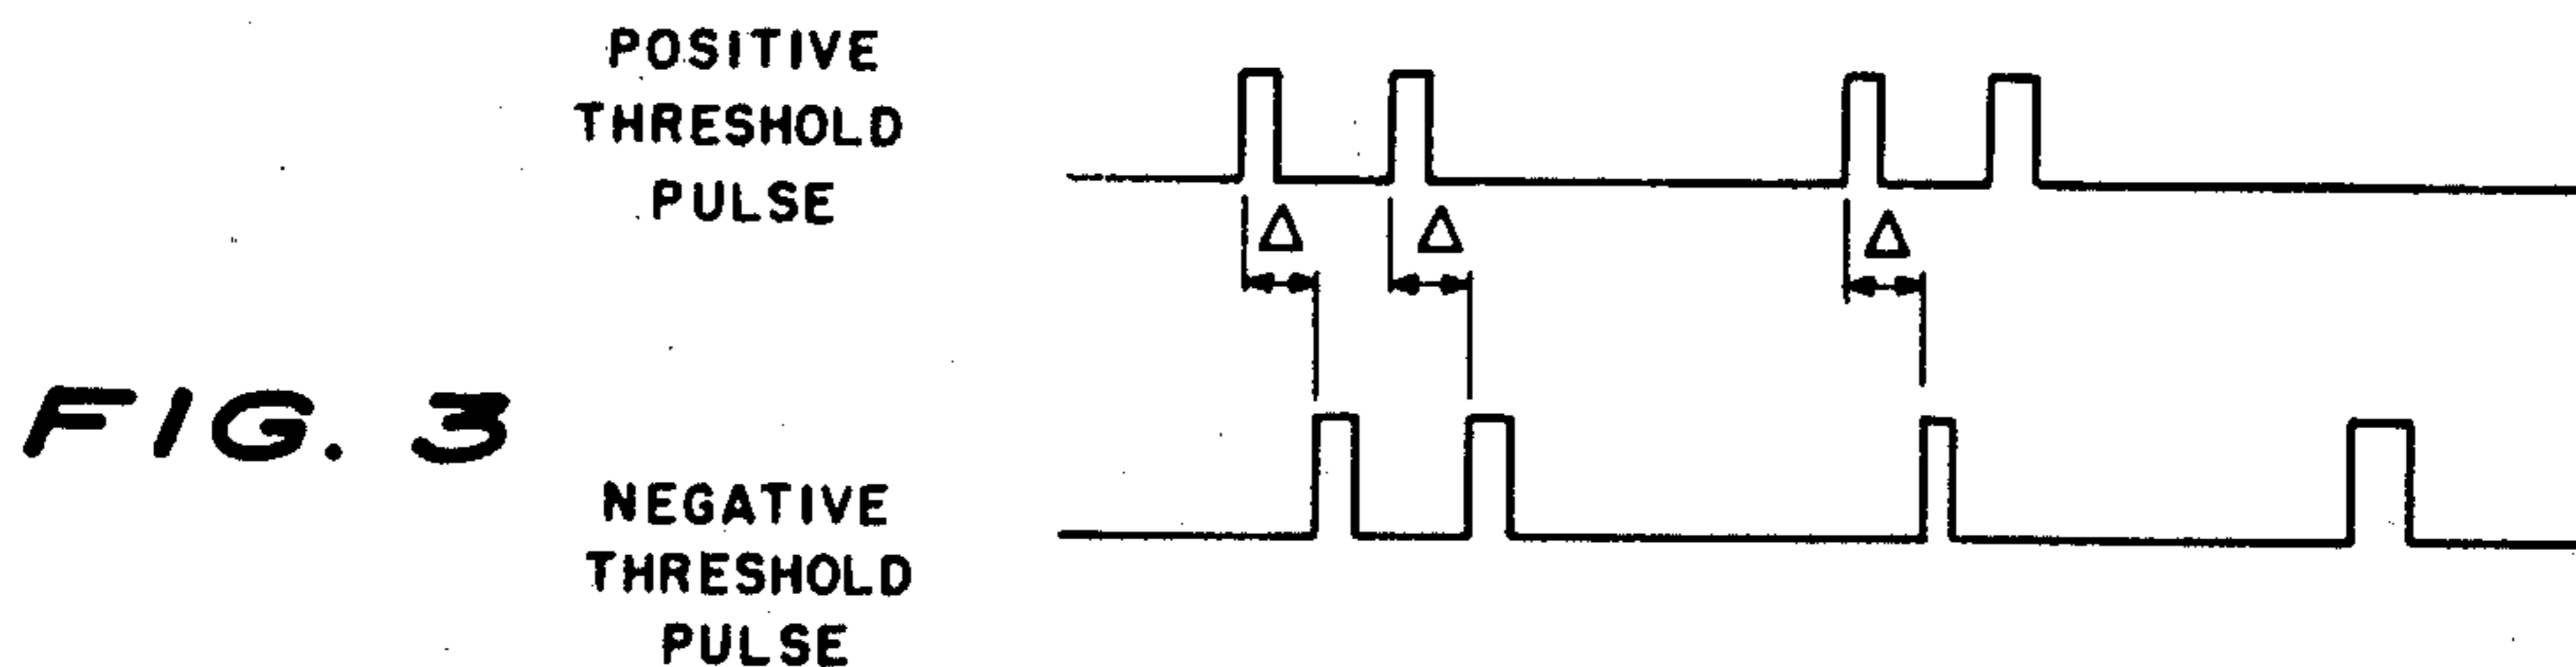 POSITIVE
THRESHOLD
PULSE
Δ Δ Δ
FIG. 3
NEGATIVE
THRESHOLD
PULSE